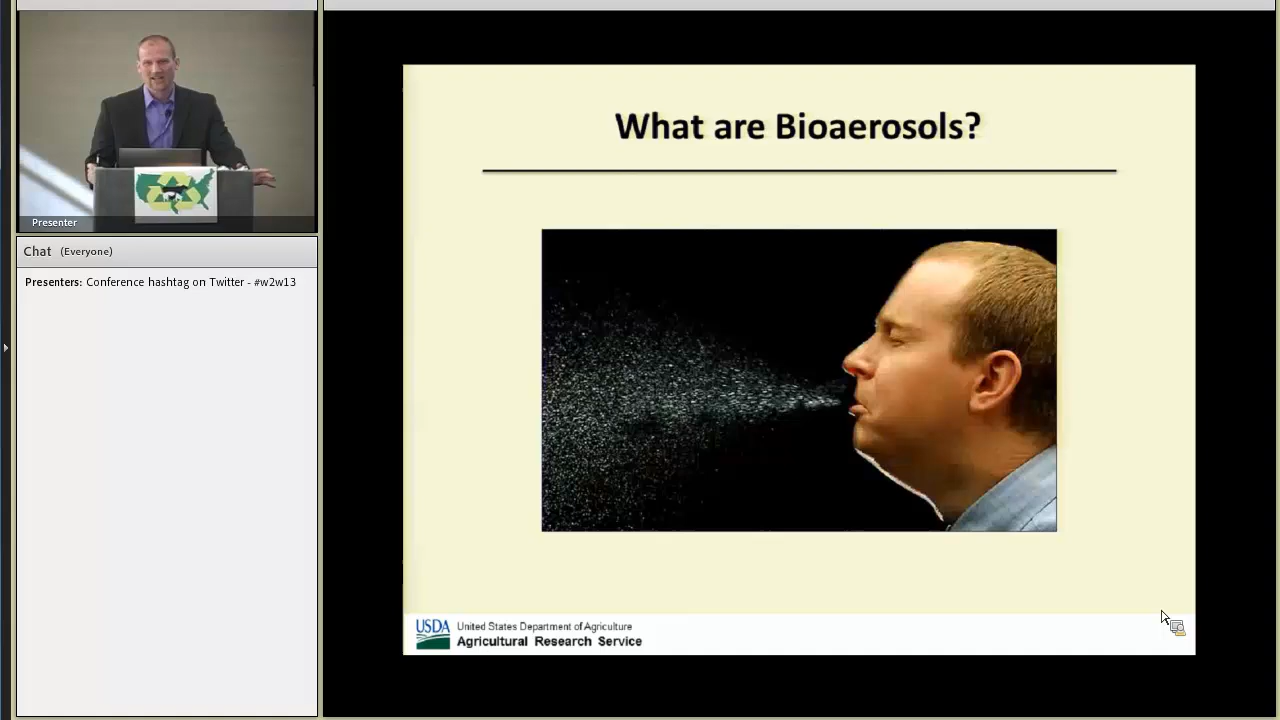 Presenter
Chat (Everyone)
Presenters: Conference hashtag on Twitter - #w2w13
What are Bioaerosols?
USDA
United States Department of Agriculture
Agricultural Research Service